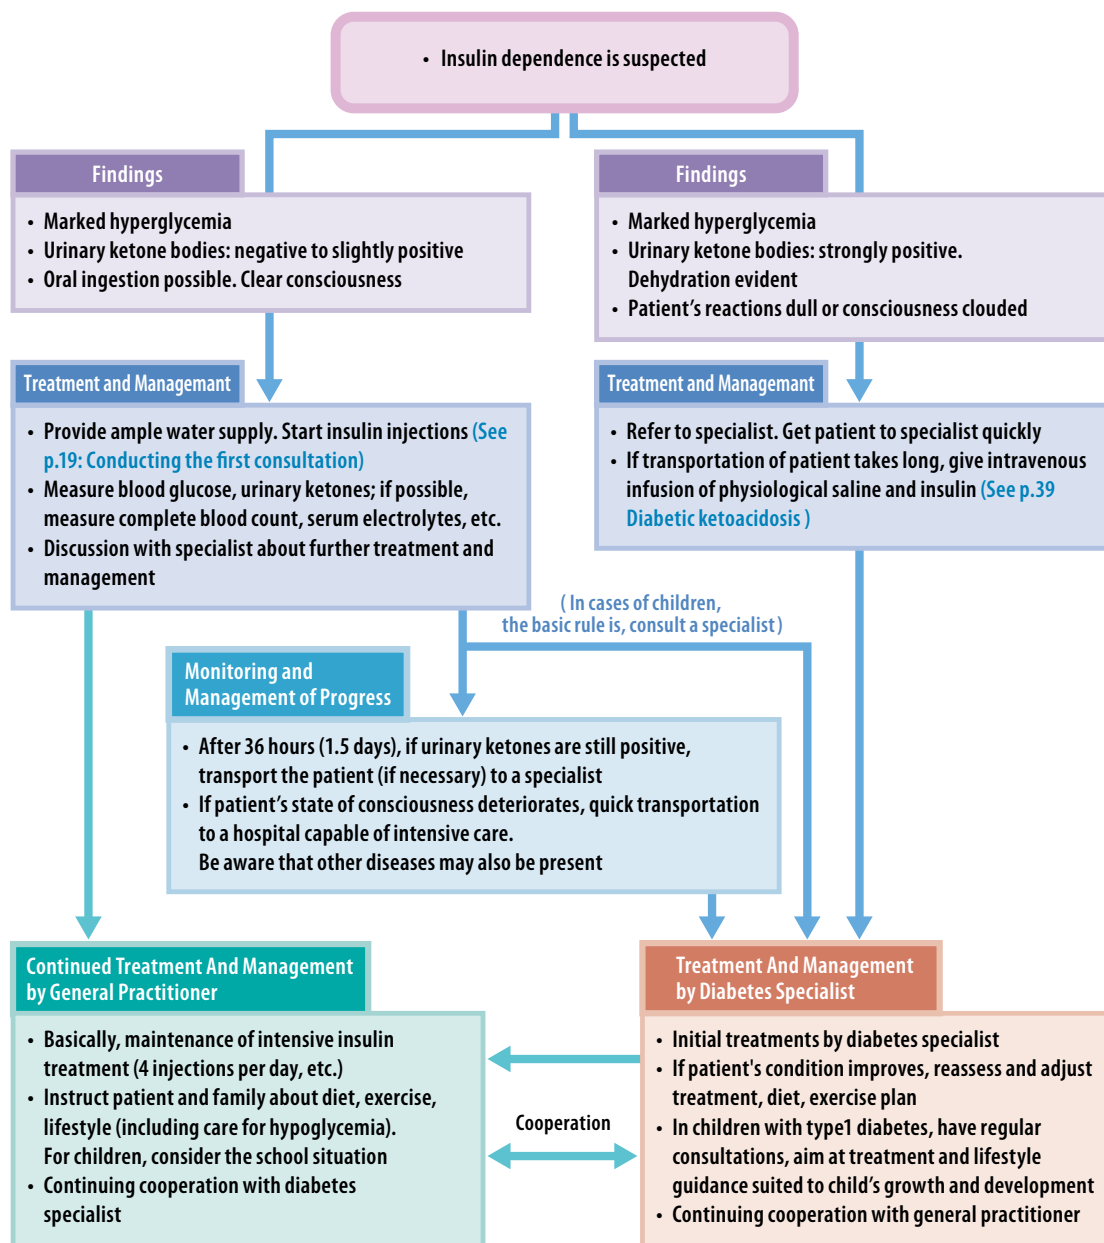 • Insulin dependence is suspected
Findings
• Marked hyperglycemia
• Urinary ketone bodies: negative to slightly positive
• Oral ingestion possible. Clear consciousness
Findings
• Marked hyperglycemia
• Urinary ketone bodies: strongly positive.
Dehydration evident
• Patient’s reactions dull or consciousness clouded
Treatment and Managemant
• Provide ample water supply. Start insulin injections (See
p.19: Conducting the first consultation)
• Measure blood glucose, urinary ketones; if possible,
measure complete blood count, serum electrolytes, etc.
• Discussion with specialist about further treatment and
management
Treatment and Managemant
• Refer to specialist. Get patient to specialist quickly
• If transportation of patient takes long, give intravenous
infusion of physiological saline and insulin (See p.39
Diabetic ketoacidosis )
( In cases of children,
the basic rule is, consult a specialist )
Monitoring and
Management of Progress
• After 36 hours (1.5 days), if urinary ketones are still positive,
transport the patient (if necessary) to a specialist
• If patient’s state of consciousness deteriorates, quick transportation
to a hospital capable of intensive care.
Be aware that other diseases may also be present
Continued Treatment And Management
by General Practitioner
• Basically, maintenance of intensive insulin
treatment (4 injections per day, etc.)
• Instruct patient and family about diet, exercise,
lifestyle (including care for hypoglycemia).
For children, consider the school situation
• Continuing cooperation with diabetes
specialist
Cooperation
Treatment And Management
by Diabetes Specialist
• Initial treatments by diabetes specialist
• If patient's condition improves, reassess and adjust
treatment, diet, exercise plan
• In children with type1 diabetes, have regular
consultations, aim at treatment and lifestyle
guidance suited to child’s growth and development
• Continuing cooperation with general practitioner